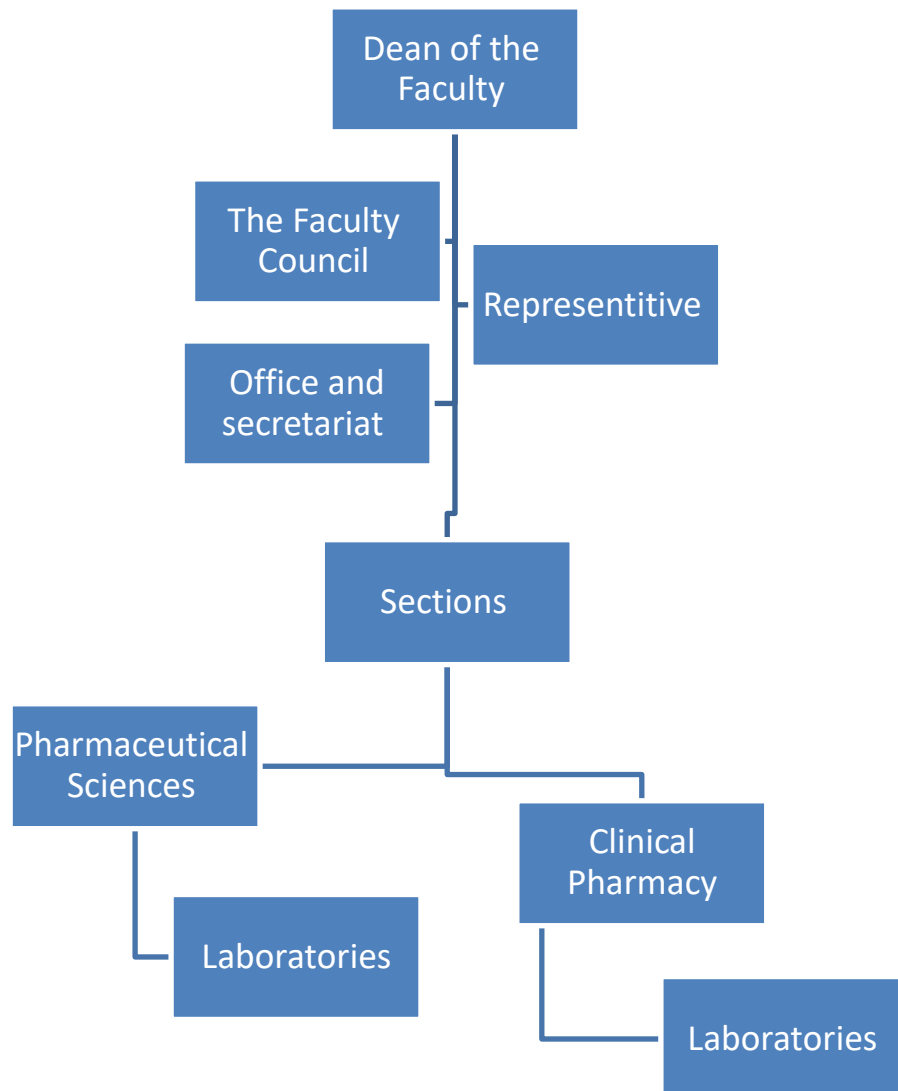 Dean of the
Faculty
The Faculty
Council
Representitive
Office and
secretariat
Sections
Pharmaceutical
Sciences
Clinical
Pharmacy
Laboratories
Laboratories